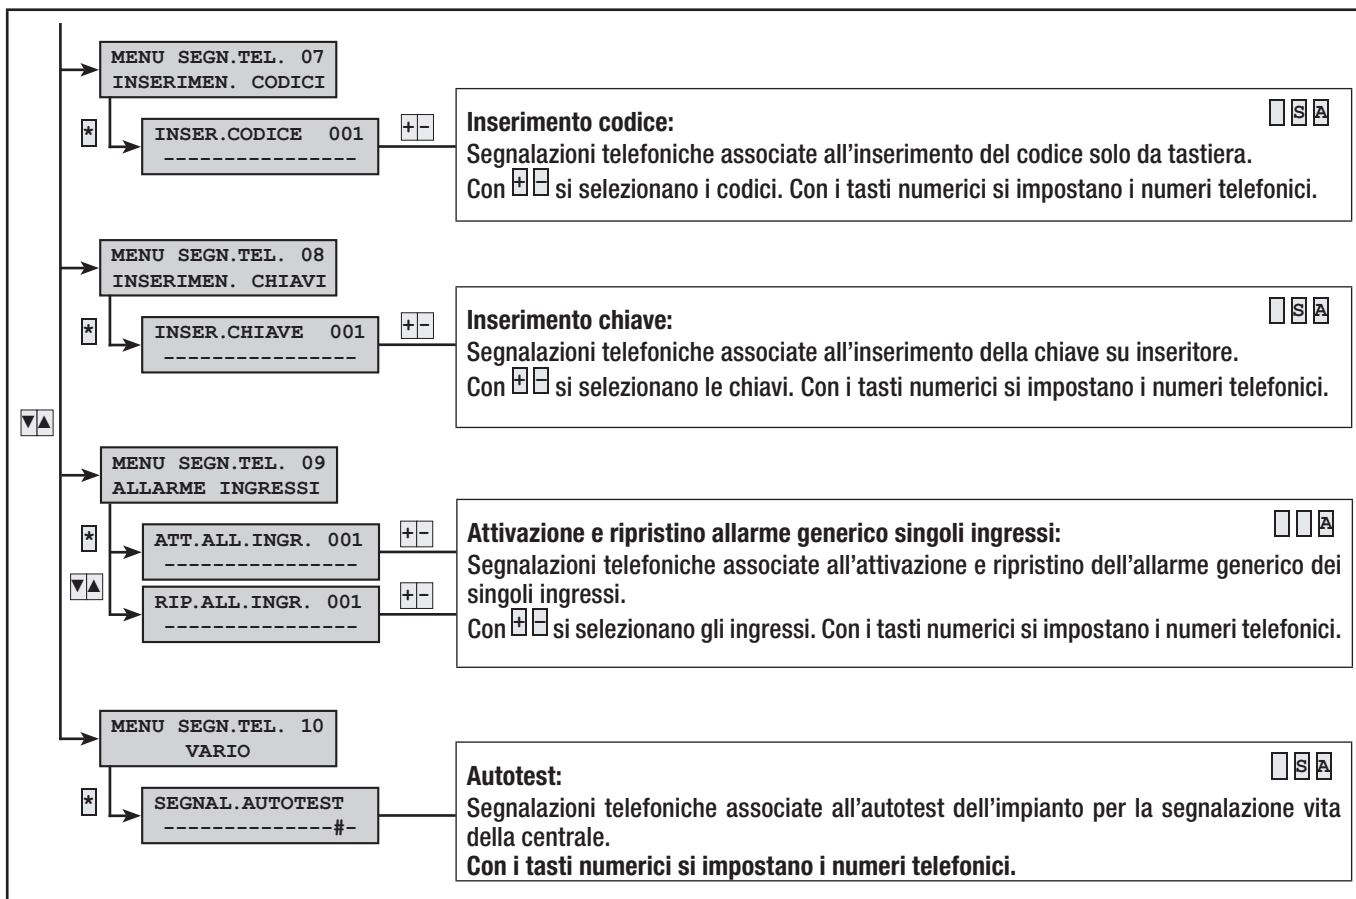 MENU SEGN.TEL. 07
INSERIMEN. CODICI
*
INSER.CODICE 001
----------------
+ -
Inserimento codice:
S A
Segnalazioni telefoniche associate all'inserimento del codice solo da tastiera.
Con + - si selezionano i codici. Con i tasti numerici si impostano i numeri telefonici.
MENU SEGN.TEL. 08
INSERIMEN. CHIAVI
*
INSER.CHIAVE 001
----------------
+ -
Inserimento chiave:
S A
Segnalazioni telefoniche associate all'inserimento della chiave su inseritore.
Con + - si selezionano le chiavi. Con i tasti numerici si impostano i numeri telefonici.
▼▲
MENU SEGN.TEL. 09
ALLARME INGRESSI
*
ATT.ALL.INGR. 001
----------------
+ -
▼▲
RIP.ALL.INGR. 001
----------------
+ -
Attivazione e ripristino allarme generico singoli ingressi:
A
Segnalazioni telefoniche associate all'attivazione e ripristino dell'allarme generico dei
singoli ingressi.
Con + - si selezionano gli ingressi. Con i tasti numerici si impostano i numeri telefonici.
MENU SEGN.TEL. 10
VARIO
*
SEGNAL.AUTOTEST
--------------#-
Autotest:
S A
Segnalazioni telefoniche associate all'autotest dell'impianto per la segnalazione vita
della centrale.
Con i tasti numerici si impostano i numeri telefonici.